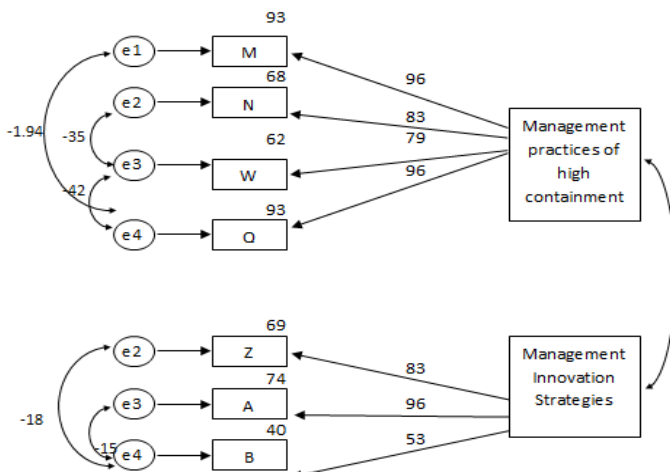 93
e1 M
96
68
e2 N
-1.94 -35
83
Management
practices of
high
containment
62
79
e3 W
-42
96
93
e4 Q
69
e2 Z
83
Management
Innovation
Strategies
74
e3 A
96
-18
40
-15
e4 B
53